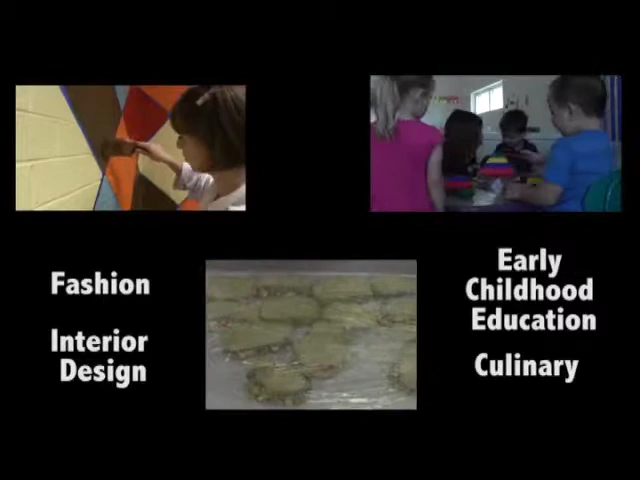 Fashion
Interior
Design
Early
Childhood
Education
Culinary